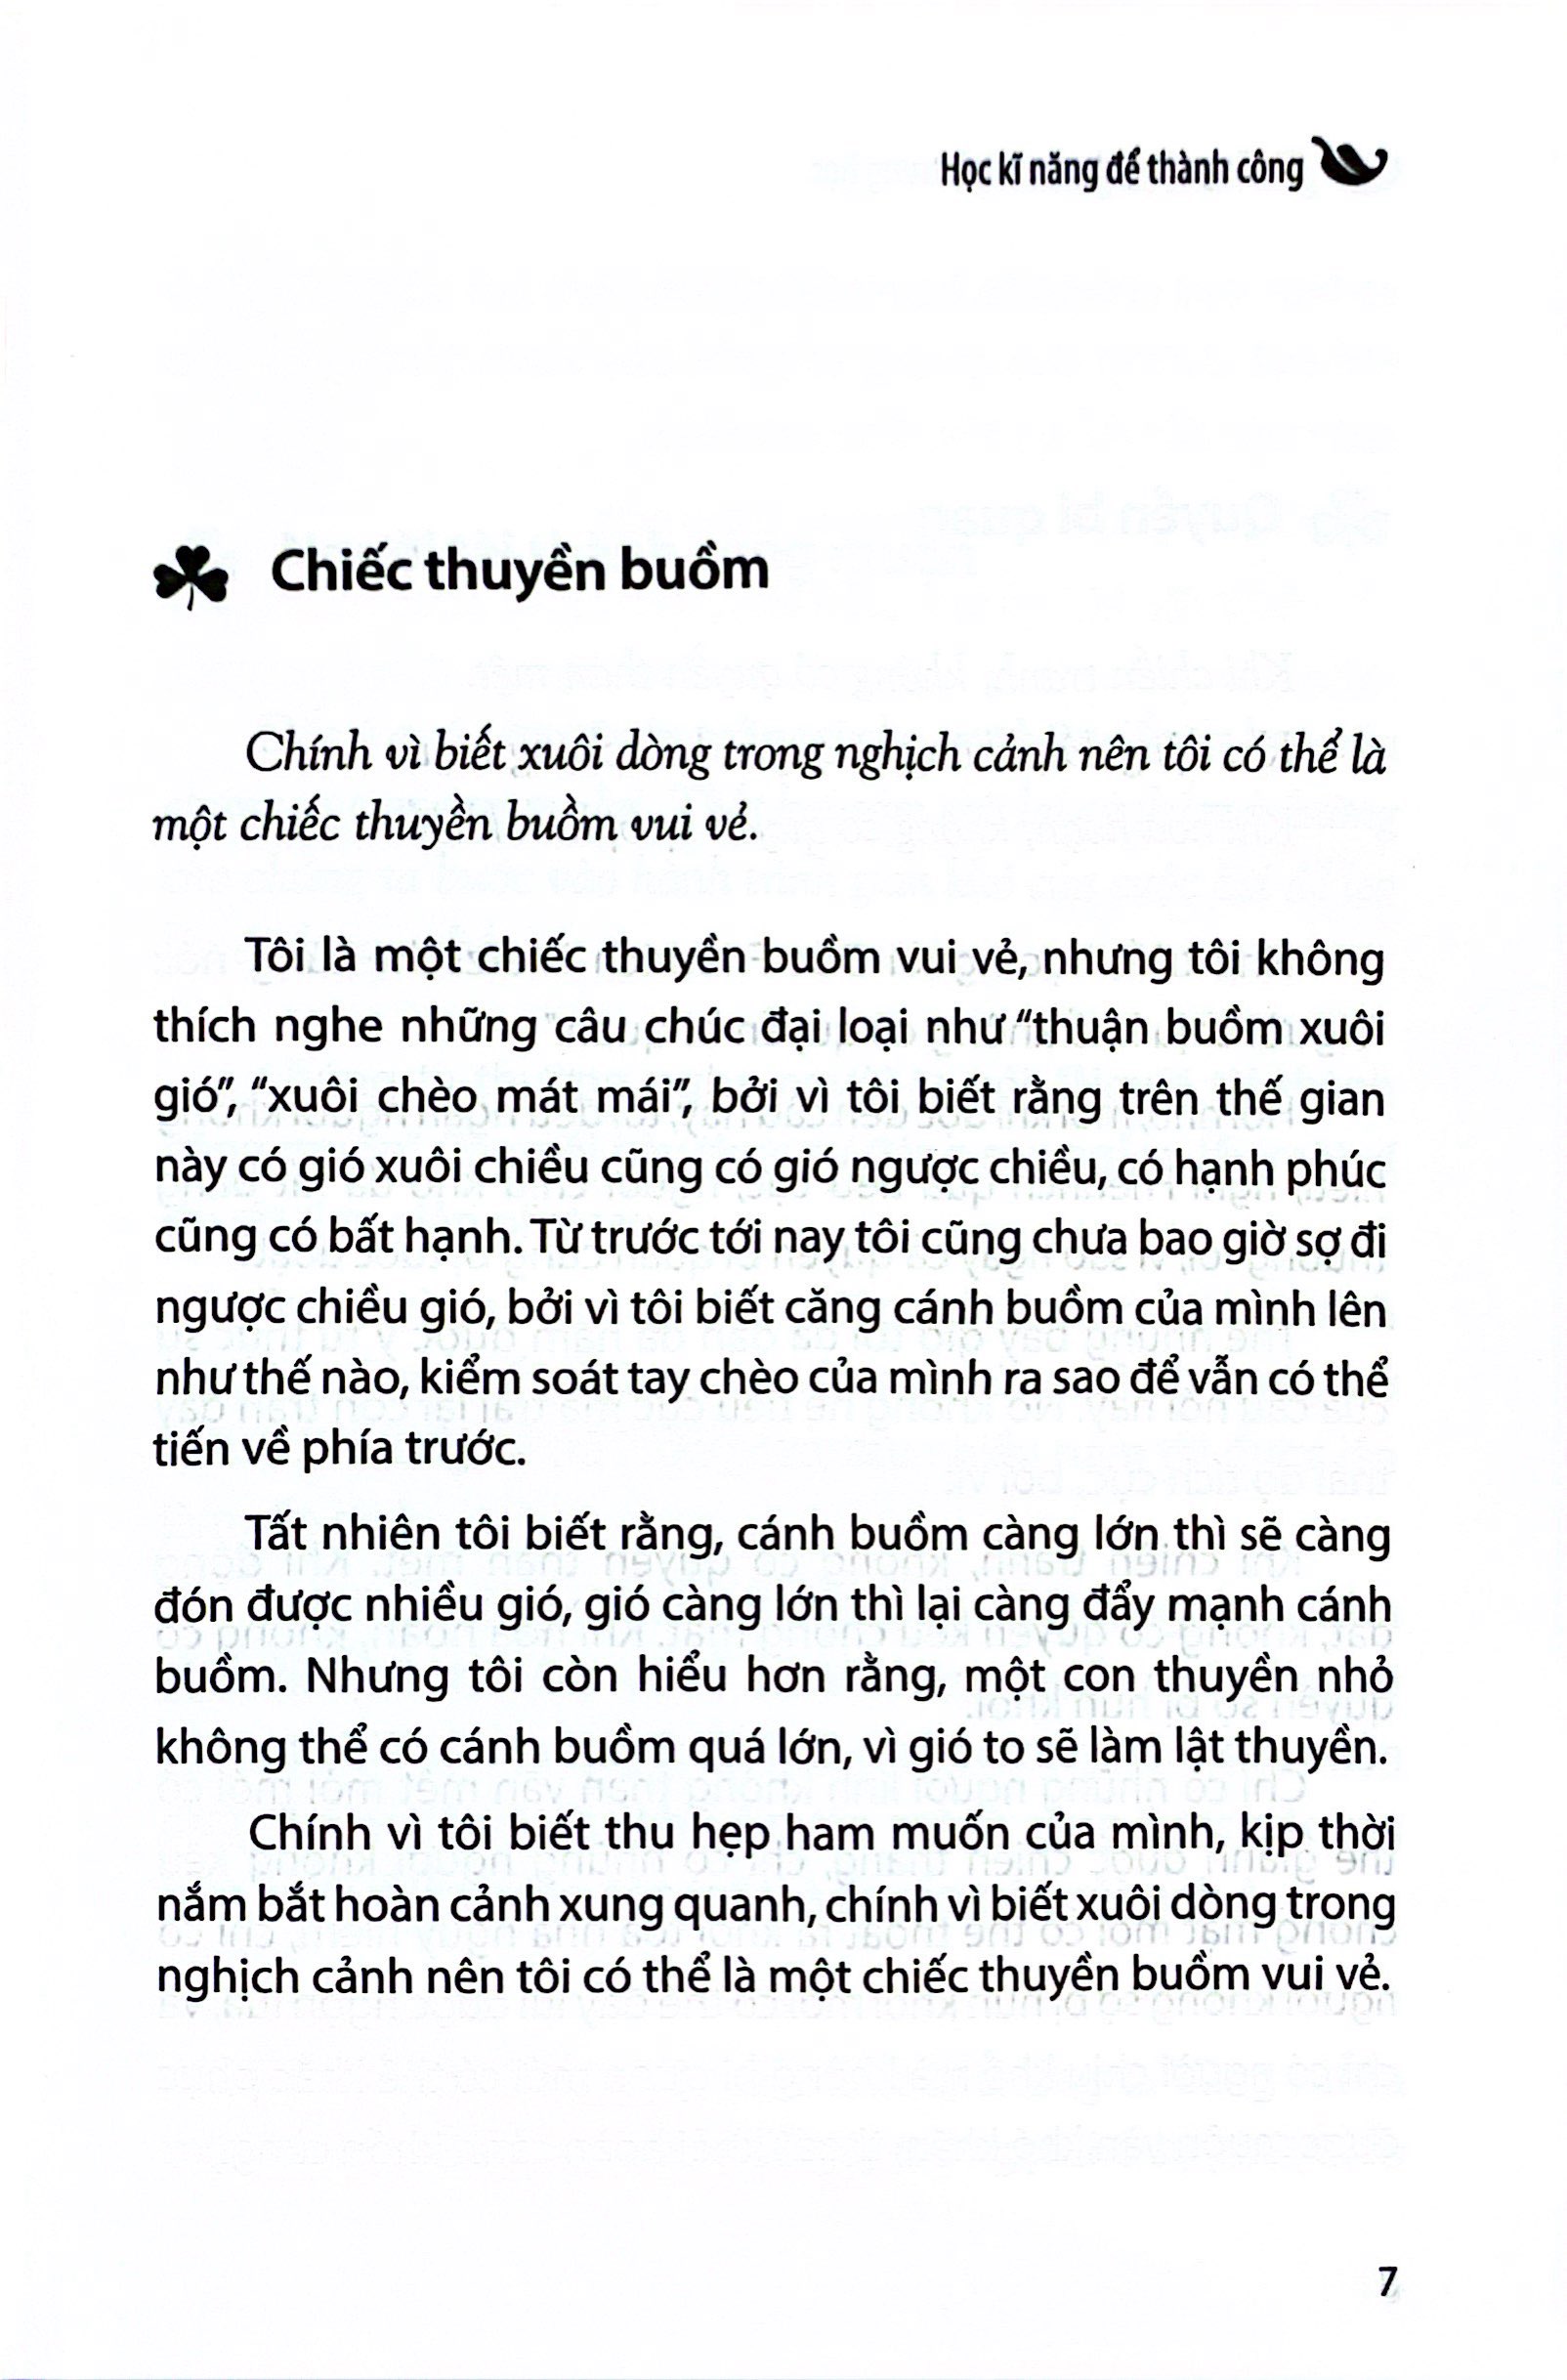 Học kĩ năng để thành công
Chiếc thuyền buồm
Chính vì biết xuôi dòng trong nghịch cảnh nên tôi có thể là
một chiếc thuyền buồm vui vẻ.
Tôi là một chiếc thuyền buồm vui vẻ, nhưng tôi không
thích nghe những câu chúc đại loại như "thuận buồm xuôi
gió", "xuôi chèo mát mái", bởi vì tôi biết rằng trên thế gian
này có gió xuôi chiều cũng có gió ngược chiều, có hạnh phúc
cũng có bất hạnh. Từ trước tới nay tôi cũng chưa bao giờ sợ đi
ngược chiều gió, bởi vì tôi biết căng cánh buồm của mình lên
như thế nào, kiểm soát tay chèo của mình ra sao để vẫn có thể
tiến về phía trước.
Tất nhiên tôi biết rằng, cánh buồm càng lớn thì sẽ càng
đón được nhiều gió, gió càng lớn thì lại càng đẩy mạnh cánh
buồm. Nhưng tôi còn hiểu hơn rằng, một con thuyền nhỏ
không thể có cánh buồm quá lớn, vì gió to sẽ làm lật thuyền.
Chính vì tôi biết thu hẹp ham muốn của mình, kịp thời
nắm bắt hoàn cảnh xung quanh, chính vì biết xuôi dòng trong
nghịch cảnh nên tôi có thể là một chiếc thuyền buồm vui vẻ.
7